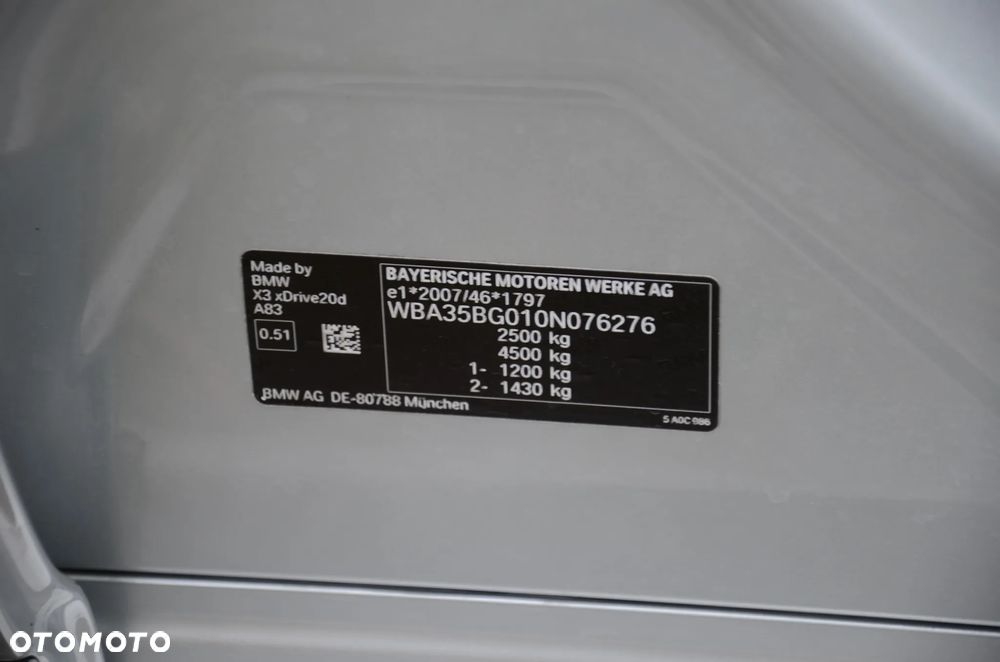 Made by
BMW
X3 xDrive20d
A83
0.51
BAYERISCHE MOTOREN WERKE AG
e1*2007/46*1797
WBA35BG010N076276
2500 kg
4500 kg
1- 1200 kg
2- 1430 kg
BMW AG DE-80788 München
5 A0C 986
OTOMOTO